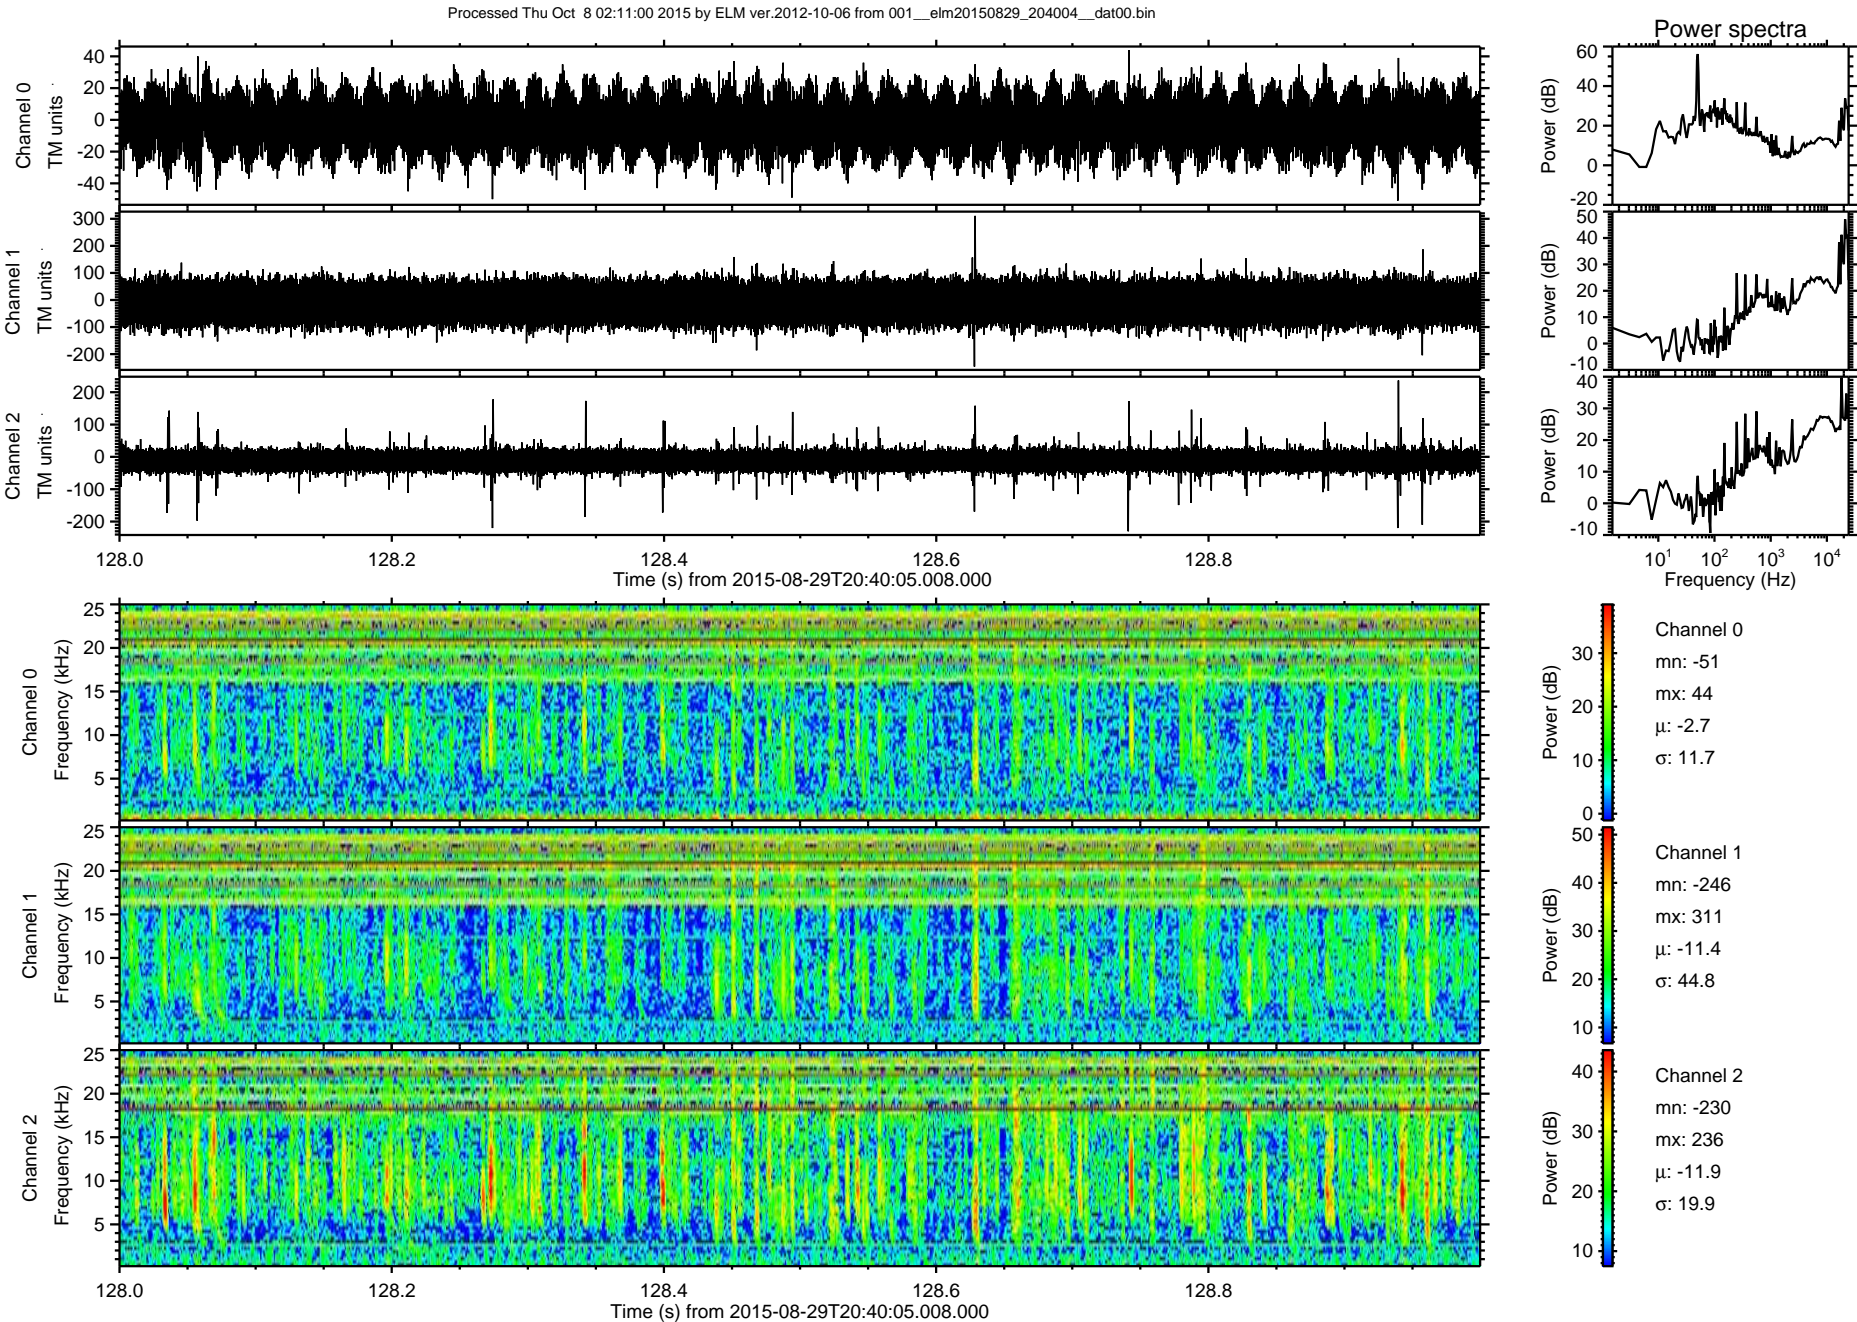 Processed Thu Oct  8 02:11:00 2015 by ELM ver.2012-10-06 from 001__elm20150829_204004__dat00.bin
Power spectra
Channel 0
TM units
40
20
0
-20
-40
Power (dB)
60
40
20
0
-20
Channel 1
TM units
300
200
100
0
-100
-200
Power (dB)
50
40
30
20
10
0
-10
Channel 2
TM units
200
100
0
-100
-200
Power (dB)
40
30
20
10
0
-10
128.0 128.2 128.4 128.6 128.8
Time (s) from 2015-08-29T20:40:05.008.000
10^1 10^2 10^3 10^4
Frequency (Hz)
Channel 0
Frequency (kHz)
25
20
15
10
5
Power (dB)
30
20
10
0
Channel 0
mn: -51
mx: 44
μ: -2.7
σ: 11.7
Channel 1
Frequency (kHz)
25
20
15
10
5
Power (dB)
50
40
30
20
10
Channel 1
mn: -246
mx: 311
μ: -11.4
σ: 44.8
Channel 2
Frequency (kHz)
25
20
15
10
5
Power (dB)
40
30
20
10
Channel 2
mn: -230
mx: 236
μ: -11.9
σ: 19.9
128.0 128.2 128.4 128.6 128.8
Time (s) from 2015-08-29T20:40:05.008.000